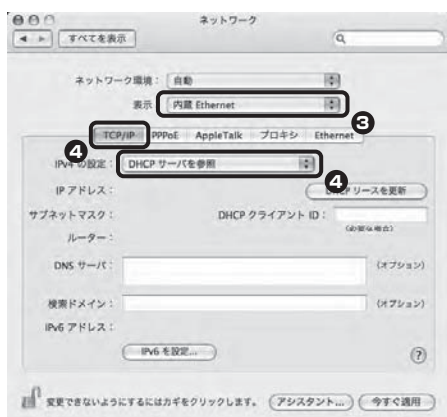 ネットワーク
すべてを表示
ネットワーク環境： 自動
表示 内蔵 Ethernet
❸
TCP/IP PPPoE AppleTalk プロキシ Ethernet
❹
IPv4 の設定： DHCP サーバを参照
❹
IP アドレス： DHCP リースを更新
サブネットマスク： DHCP クライアント ID：
(必要な場合)
ルーター：
DNS サーバ： (オプション)
検索ドメイン： (オプション)
IPv6 アドレス：
IPv6 を設定...
?
変更できないようにするにはカギをクリックします。 アシスタント... 今すぐ適用